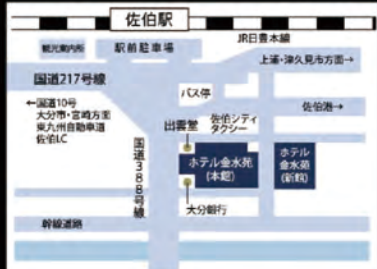 佐伯駅
JR日豊本線
観光案内所
駅前駐車場
上浦・津久見市方面→
国道217号線
バス停
←国道10号
大分市・宮崎方面
東九州自動車道
佐伯I.C
佐伯港→
出雲堂
佐伯シティ
タクシー
国道388号線
ホテル金水苑
(本館)
ホテル
金水苑
(新館)
大分銀行
幹線道路